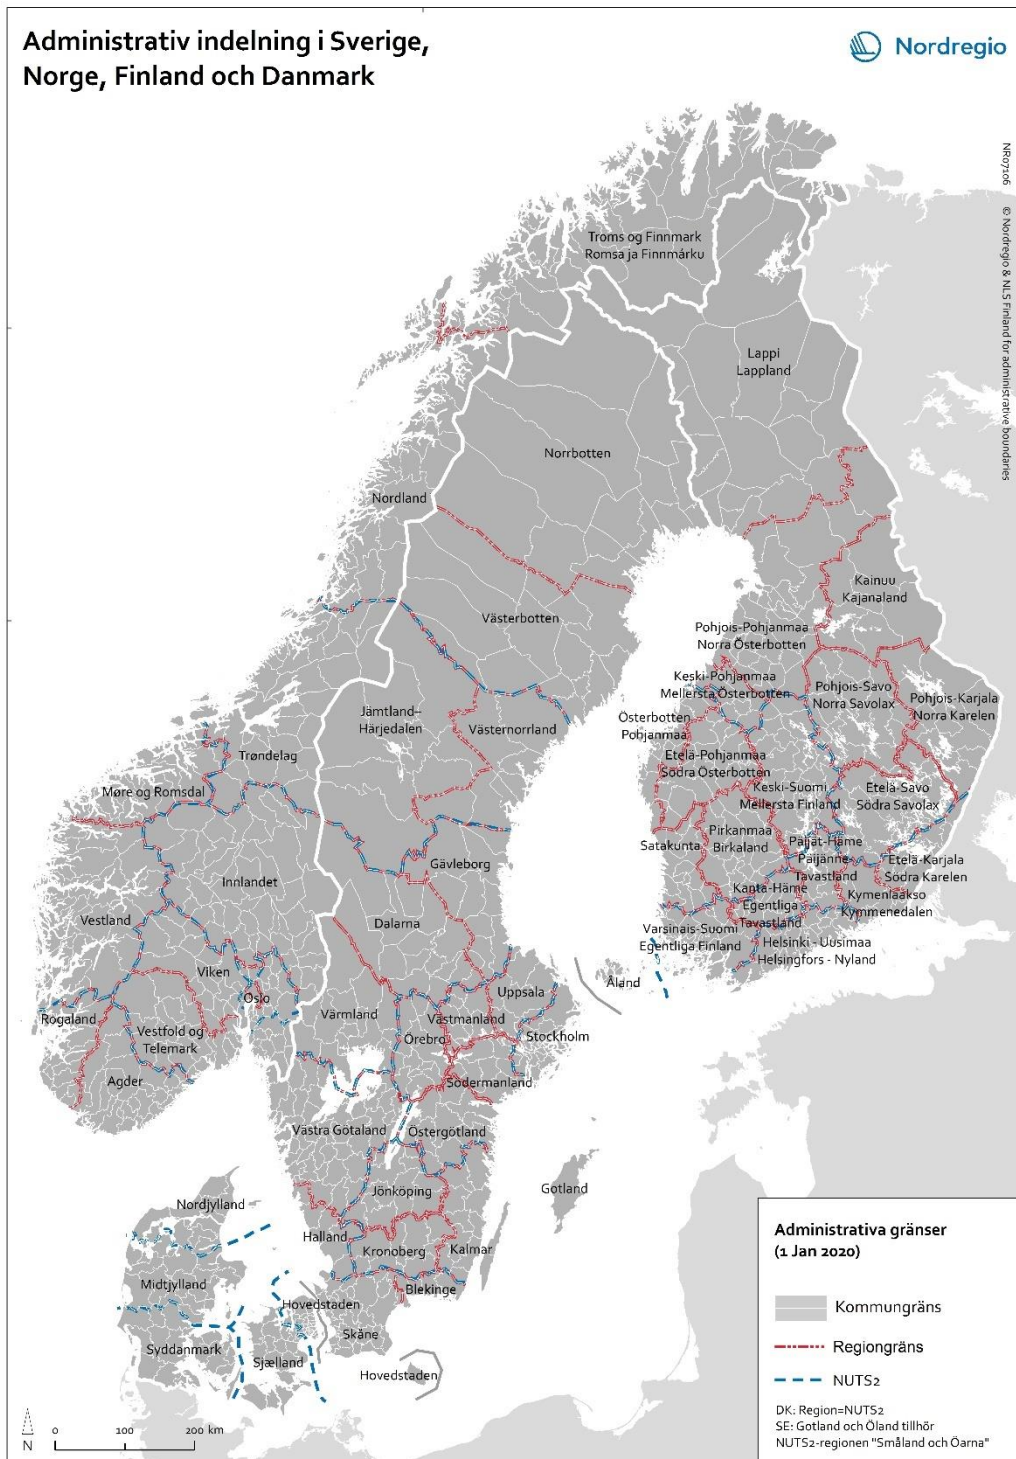 Administrativ indelning i Sverige,
Norge, Finland och Danmark
Nordregio
NR07106 © Nordregio & NLS Finland for administrative boundaries
Troms og Finnmark
Romsa ja Finnmárku
Lappi
Lappland
Norrbotten
Nordland
Kainuu
Kajanaland
Västerbotten
Pohjois-Pohjanmaa
Norra Österbotten
Keski-Pohjanmaa
Mellersta Österbotten
Pohjois-Savo
Norra Savolax
Pohjois-Karjala
Norra Karelen
Jämtland–
Härjedalen
Västernorrland
Österbotten
Pohjanmaa
Trøndelag
Etelä-Pohjanmaa
Södra Österbotten
Møre og Romsdal
Keski-Suomi
Mellersta Finland
Etelä-Savo
Södra Savolax
Satakunta
Pirkanmaa
Birkaland
Päijät-Häme
Päijänne-
Tavastland
Gävleborg
Etelä-Karjala
Södra Karelen
Innlandet
Kanta-Häme
Egentliga
Tavastland
Kymenlaakso
Kymmenedalen
Vestland
Dalarna
Varsinais-Suomi
Egentliga Finland
Helsinki - Uusimaa
Helsingfors - Nyland
Viken
Åland
Oslo
Uppsala
Rogaland
Värmland
Västmanland
Vestfold og
Telemark
Örebro
Stockholm
Agder
Södermanland
Västra Götaland
Östergötland
Gotland
Jönköping
Nordjylland
Halland
Kronoberg
Kalmar
Midtjylland
Blekinge
Hovedstaden
Skåne
Syddanmark
Sjælland
Hovedstaden
Administrativa gränser
(1 Jan 2020)
Kommungräns
Regiongräns
NUTS2
DK: Region=NUTS2
SE: Gotland och Öland tillhör
NUTS2-regionen "Småland och Öarna"
N
0 100 200 km